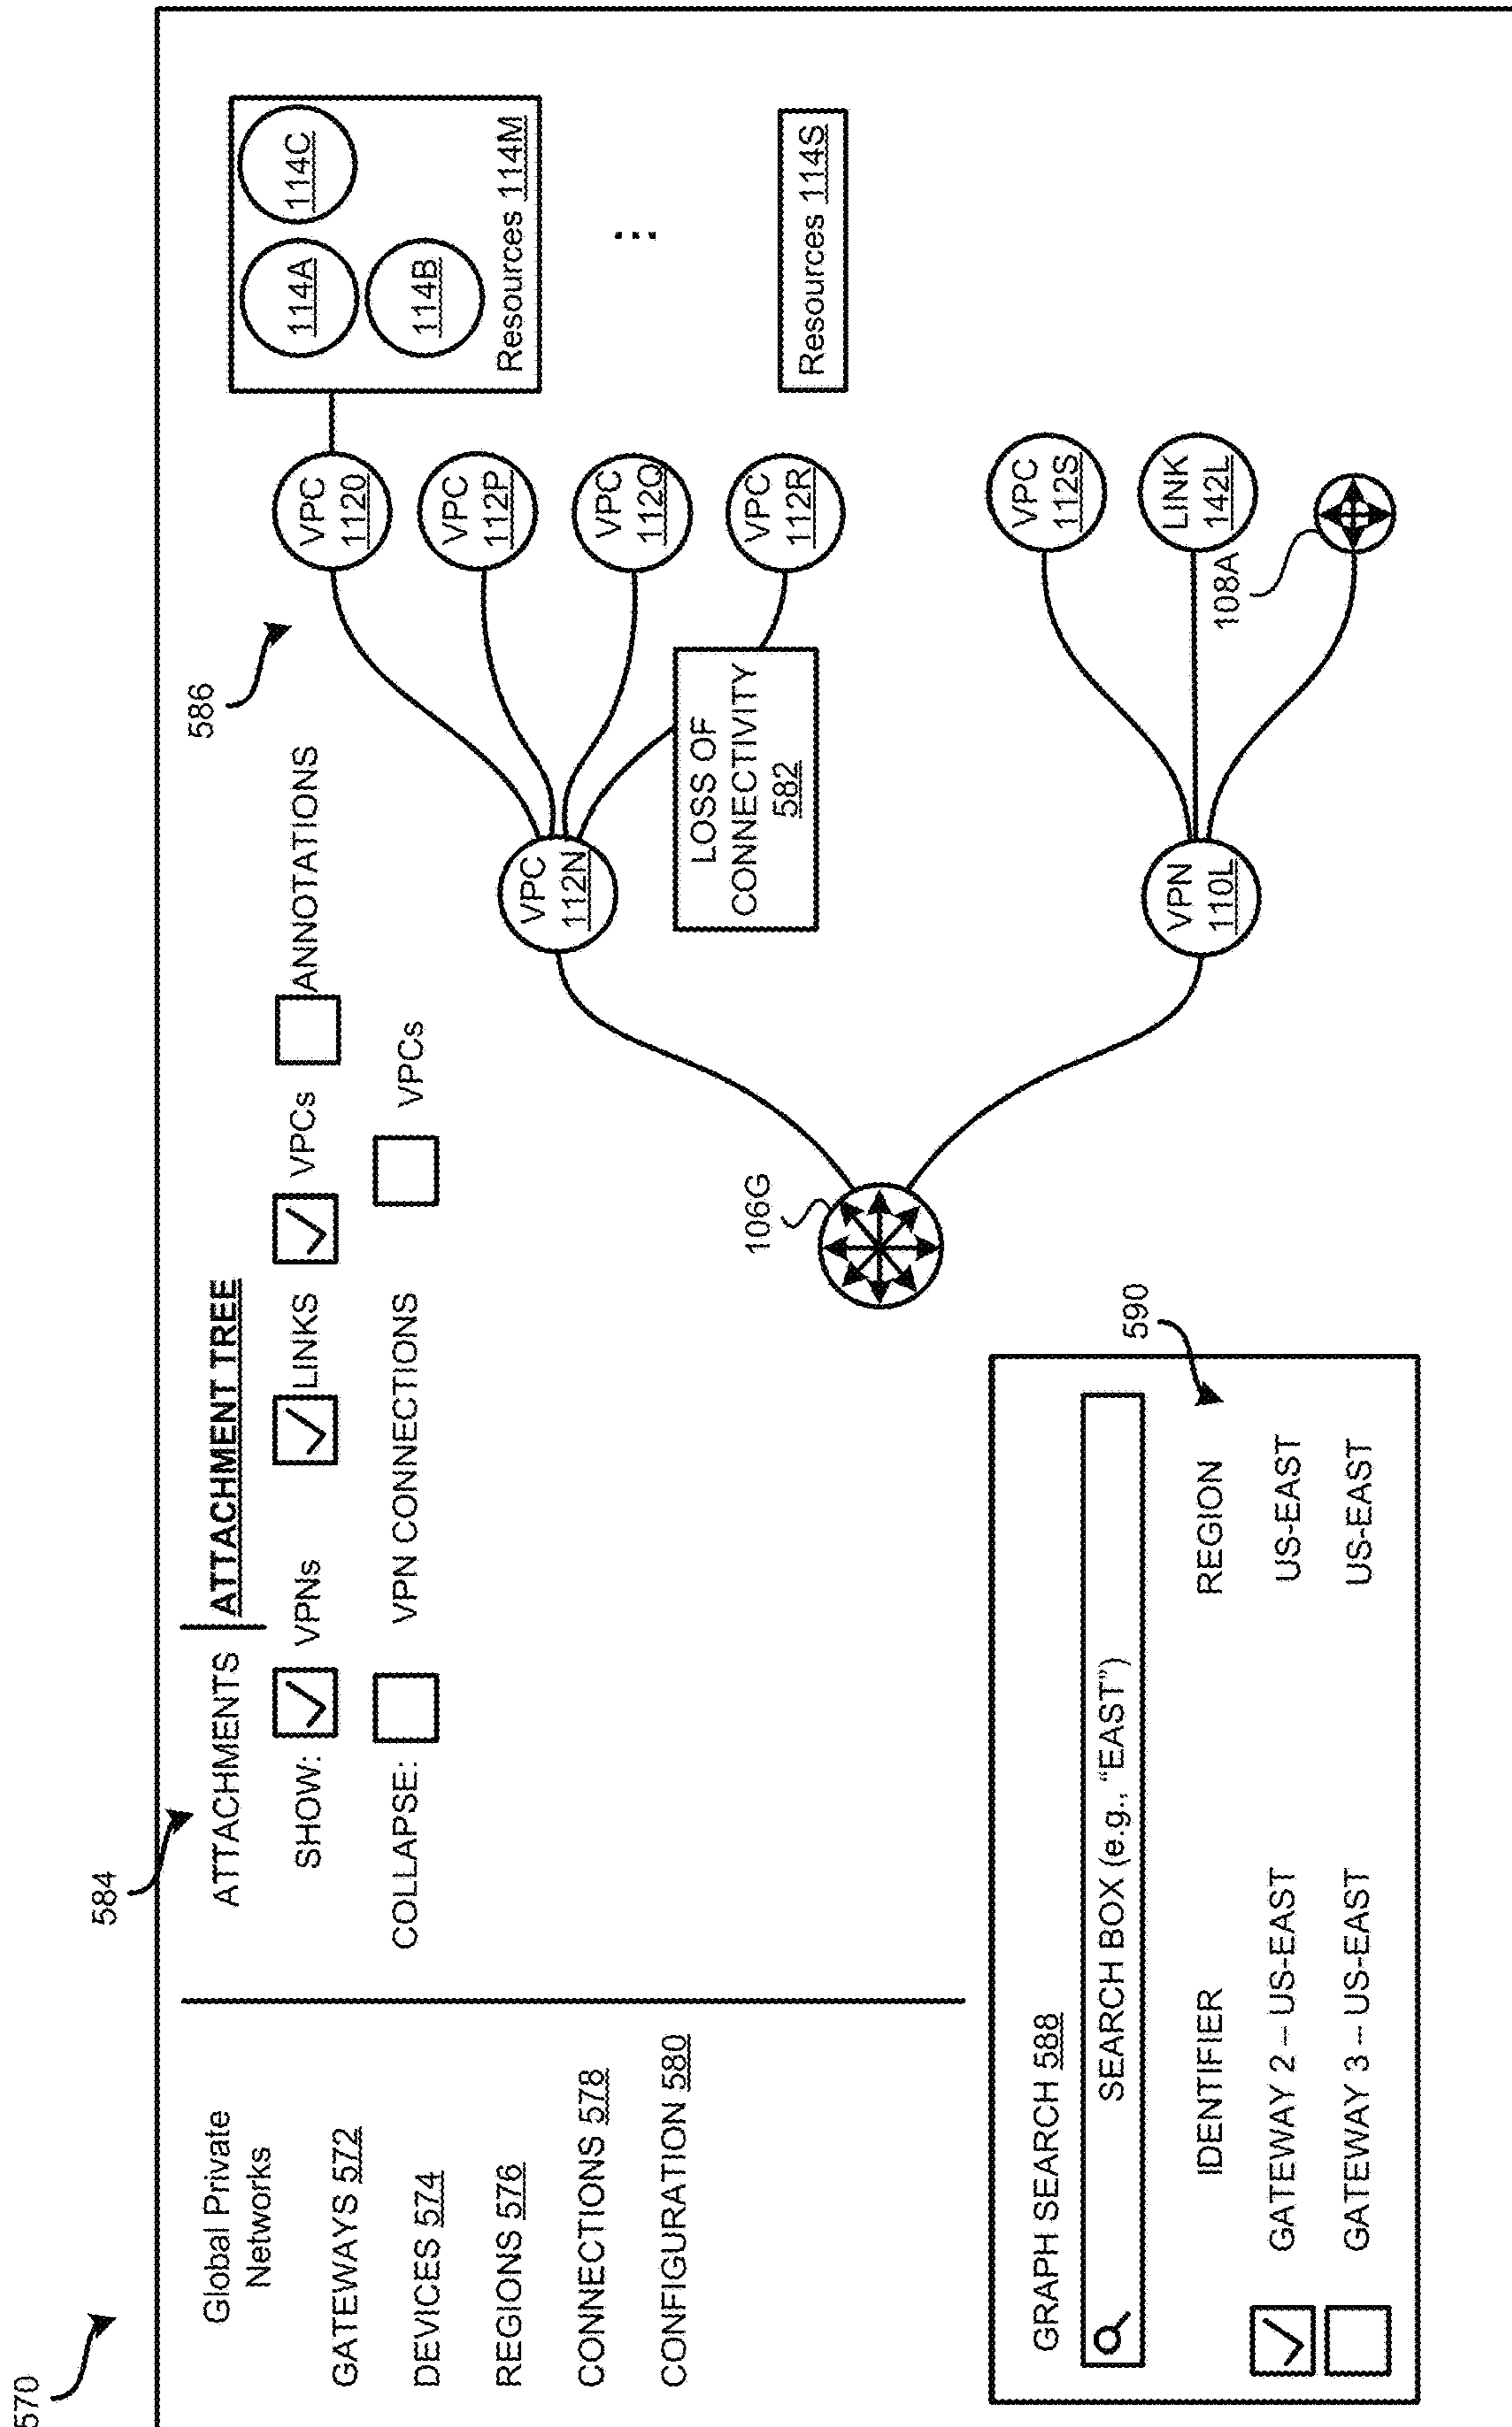 570
584
586
Global Private
Networks
GATEWAYS 572
DEVICES 574
REGIONS 576
CONNECTIONS 578
CONFIGURATION 580
ATTACHMENTS
ATTACHMENT TREE
SHOW: VPNs LINKS VPCs ANNOTATIONS
COLLAPSE: VPN CONNECTIONS VPCs
106G
VPC
112N
LOSS OF
CONNECTIVITY
582
VPC
1120
VPC
112P
VPC
112Q
VPC
112R
114A
114C
114B
Resources 114M
...
Resources 114S
VPN
110L
VPC
112S
LINK
142L
108A
GRAPH SEARCH 588
SEARCH BOX (e.g., “EAST”)
590
IDENTIFIER REGION
GATEWAY 2 – US-EAST US-EAST
GATEWAY 3 – US-EAST US-EAST